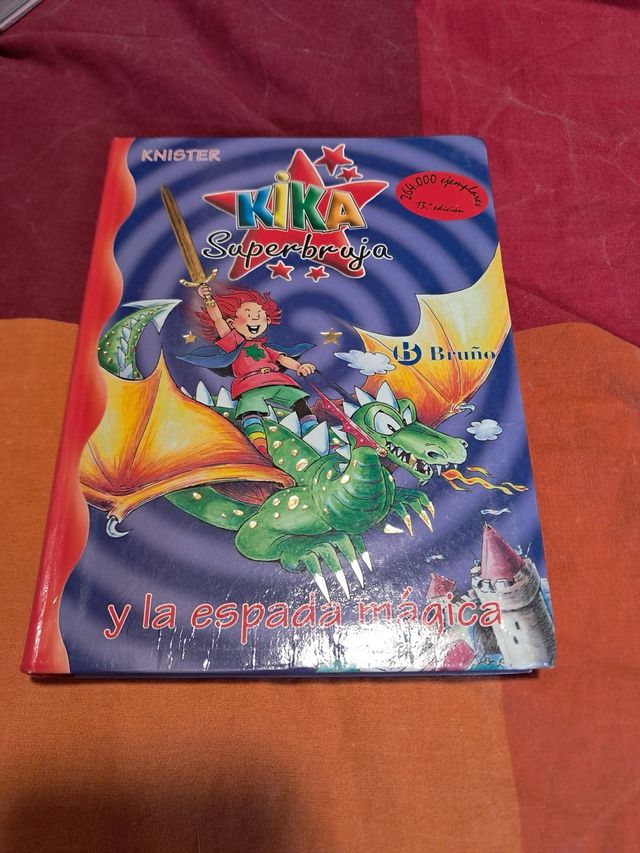 KNISTER
KIKA
Superbruja
264.000 ejemplares
13.ª edición
B Bruño
y la espada mágica